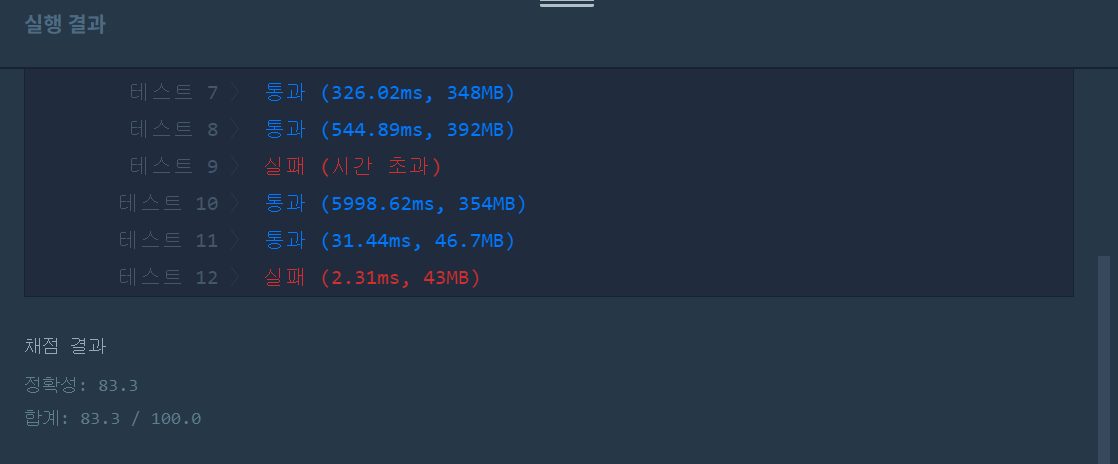 실행 결과
테스트 7 〉 통과 (326.02ms, 348MB)
테스트 8 〉 통과 (544.89ms, 392MB)
테스트 9 〉 실패 (시간 초과)
테스트 10 〉 통과 (5998.62ms, 354MB)
테스트 11 〉 통과 (31.44ms, 46.7MB)
테스트 12 〉 실패 (2.31ms, 43MB)
채점 결과
정확성: 83.3
합계: 83.3 / 100.0